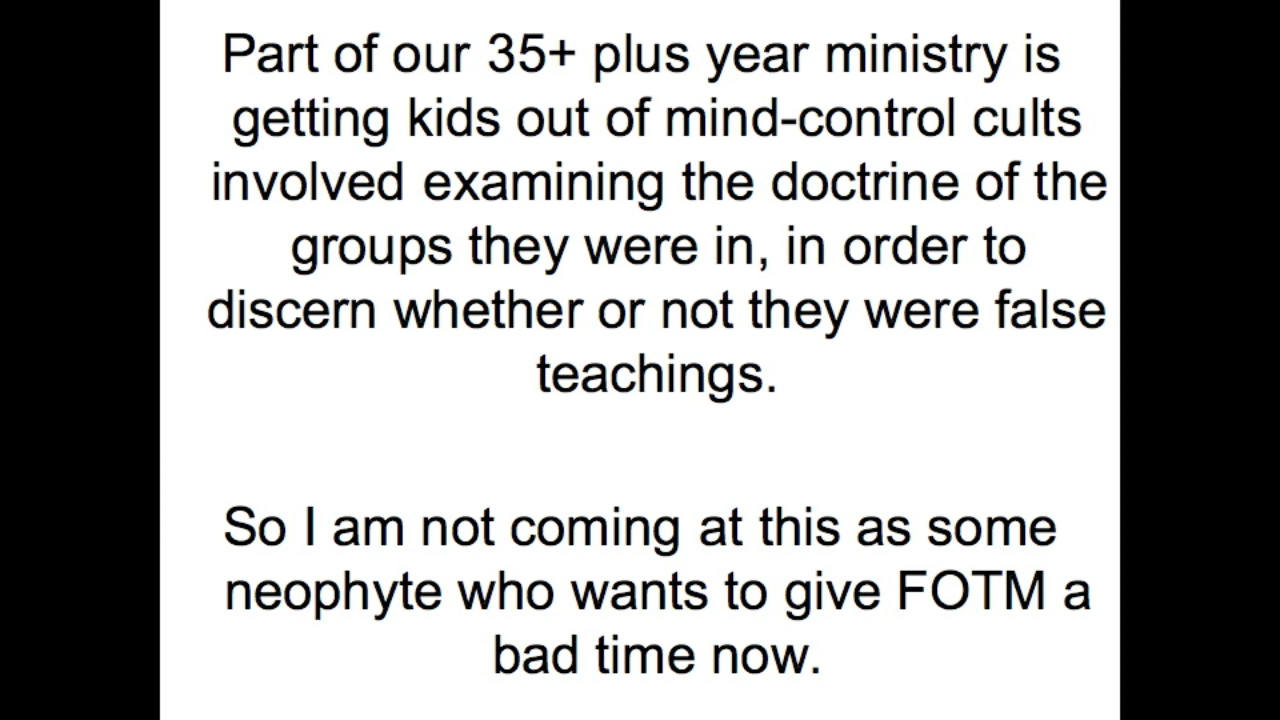 Part of our 35+ plus year ministry is
getting kids out of mind-control cults
involved examining the doctrine of the
groups they were in, in order to
discern whether or not they were false
teachings.
So I am not coming at this as some
neophyte who wants to give FOTM a
bad time now.